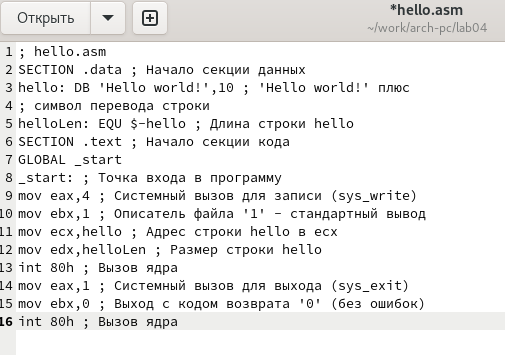 Открыть
*hello.asm
~/work/arch-pc/lab04
1 ; hello.asm
2 SECTION .data ; Начало секции данных
3 hello: DB 'Hello world!',10 ; 'Hello world!' плюс
4 ; символ перевода строки
5 helloLen: EQU $-hello ; Длина строки hello
6 SECTION .text ; Начало секции кода
7 GLOBAL _start
8 _start: ; Точка входа в программу
9 mov eax,4 ; Системный вызов для записи (sys_write)
10 mov ebx,1 ; Описатель файла '1' - стандартный вывод
11 mov ecx,hello ; Адрес строки hello в ecx
12 mov edx,helloLen ; Размер строки hello
13 int 80h ; Вызов ядра
14 mov eax,1 ; Системный вызов для выхода (sys_exit)
15 mov ebx,0 ; Выход с кодом возврата '0' (без ошибок)
16 int 80h ; Вызов ядра